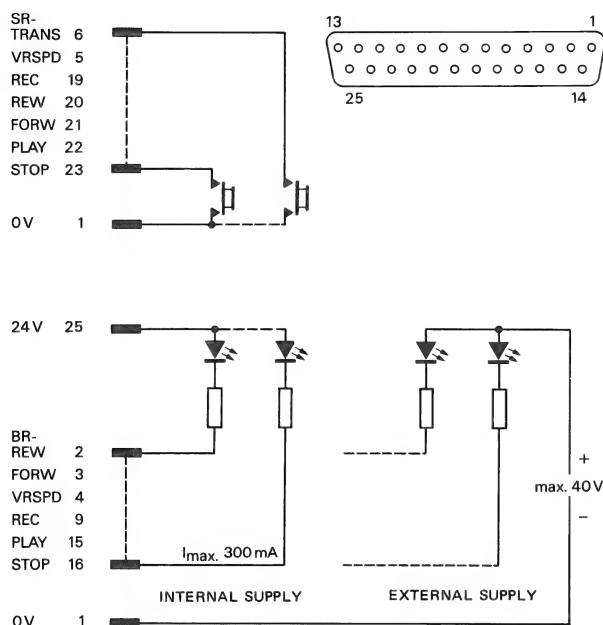 SR-
TRANS 6
VRSPD 5
REC 19
REW 20
FORW 21
PLAY 22
STOP 23
0V 1
13 1
25 14
24V 25
BR-
REW 2
FORW 3
VRSPD 4
REC 9
PLAY 15
STOP 16
0V 1
Imax. 300mA
INTERNAL SUPPLY
EXTERNAL SUPPLY
+
max. 40V
−